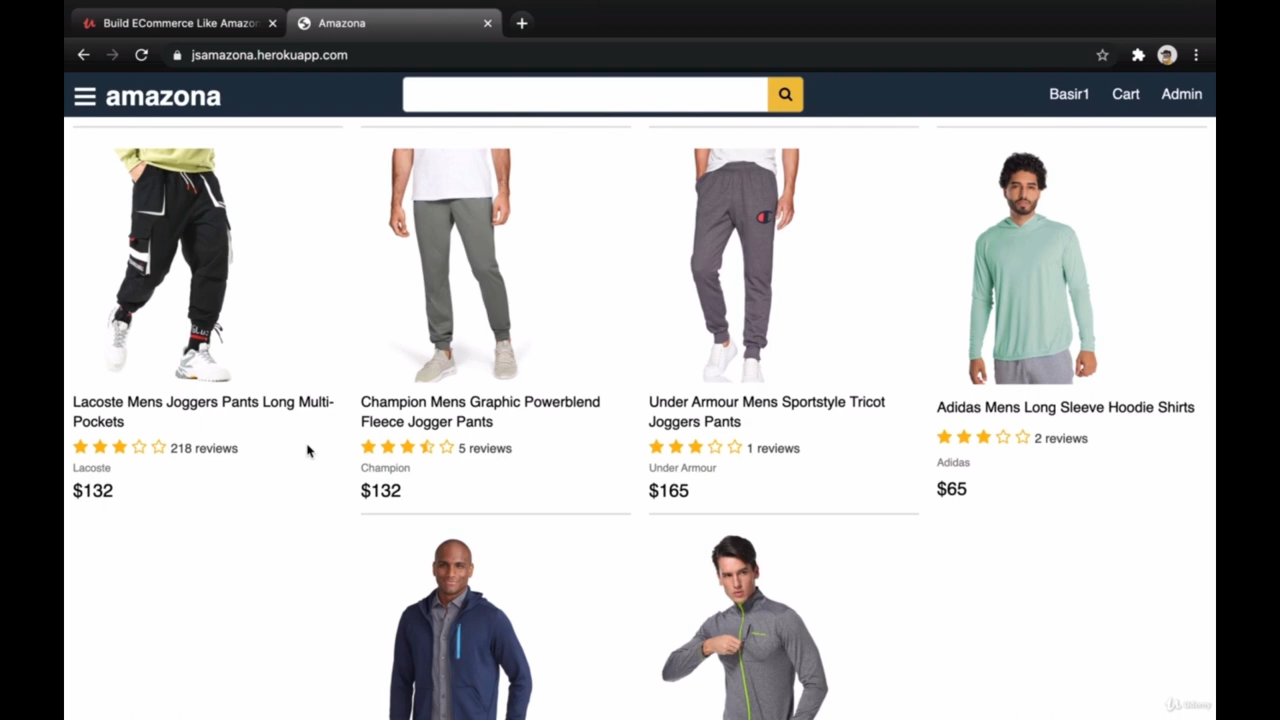 Build ECommerce Like Amazon
Amazona
jsamazona.herokuapp.com
amazona
Basir1
Cart
Admin
Lacoste Mens Joggers Pants Long Multi-
Pockets
218 reviews
Lacoste
$132
Champion Mens Graphic Powerblend
Fleece Jogger Pants
5 reviews
Champion
$132
Under Armour Mens Sportstyle Tricot
Joggers Pants
1 reviews
Under Armour
$165
Adidas Mens Long Sleeve Hoodie Shirts
2 reviews
Adidas
$65
Udemy